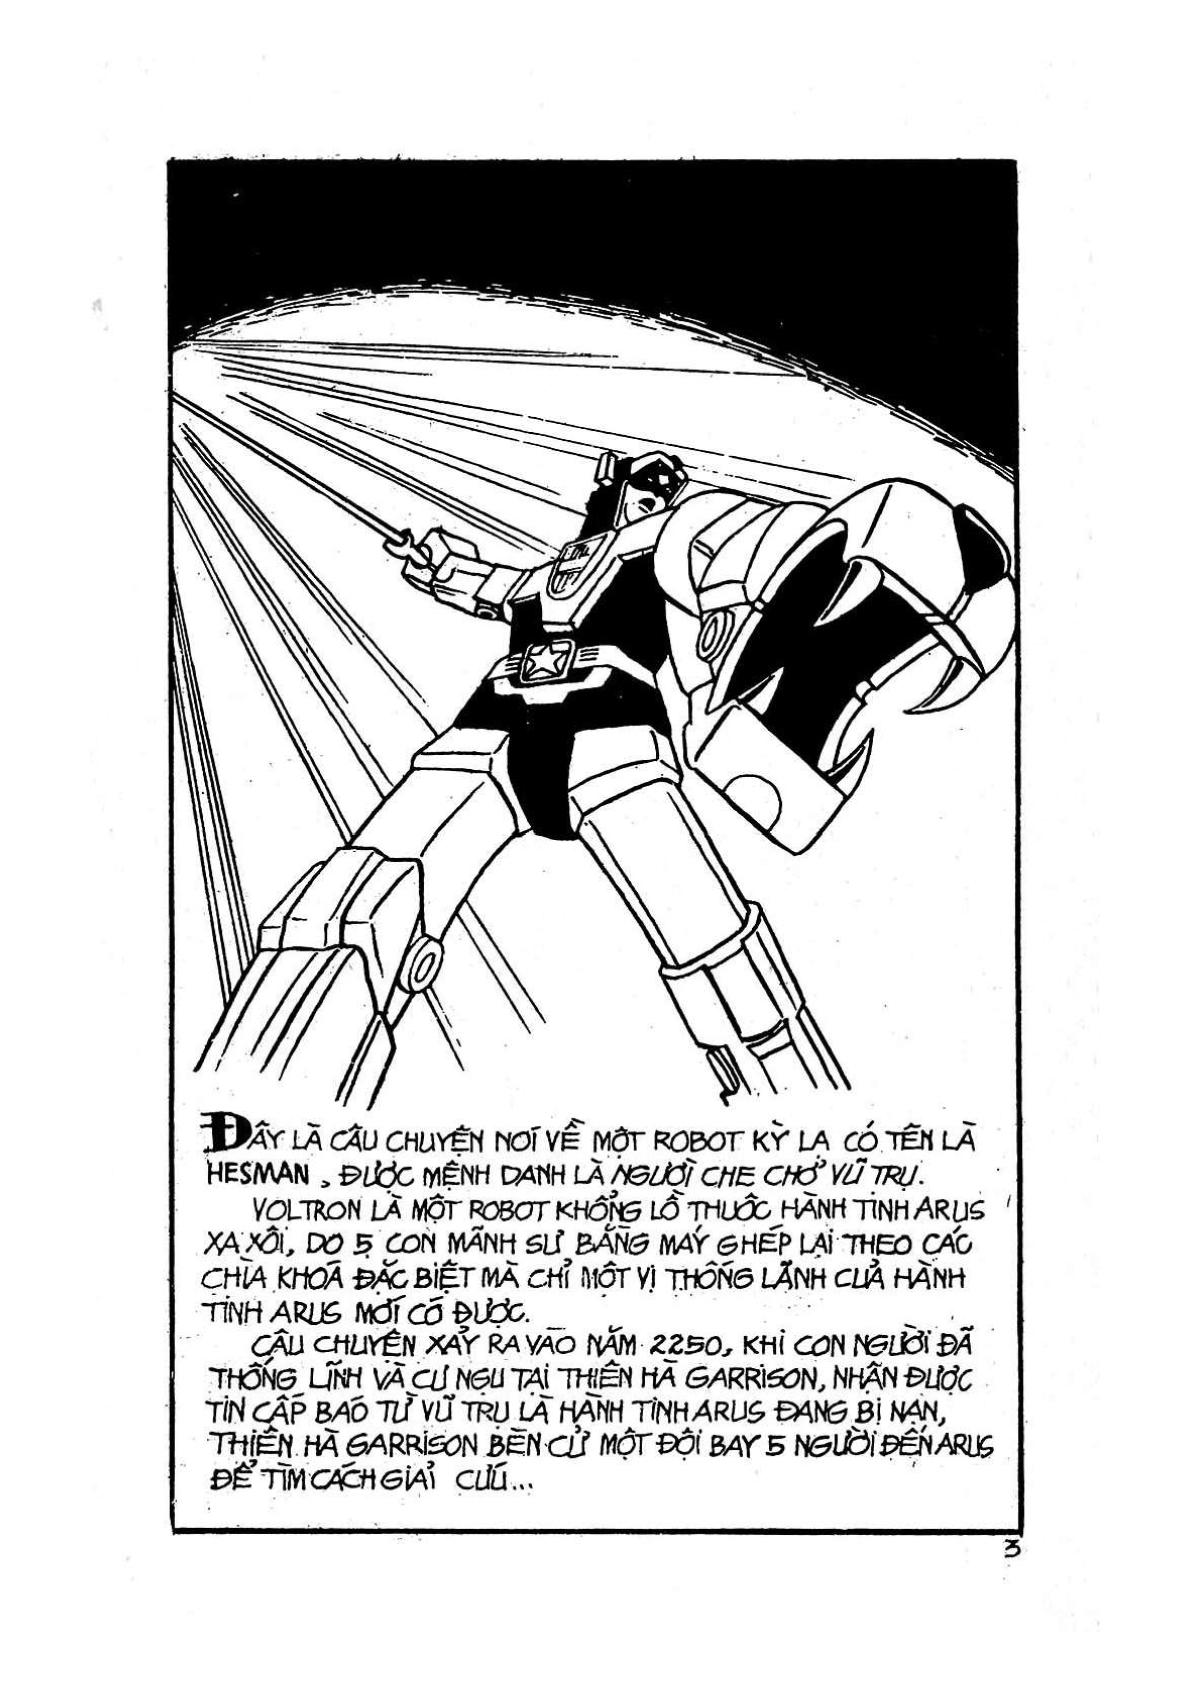 ĐÂY LÀ CÂU CHUYỆN NÓI VỀ MỘT ROBOT KỲ LẠ CÓ TÊN LÀ
HESMAN, ĐƯỢC MỆNH DANH LÀ NGƯỜI CHE CHỞ VŨ TRỤ.
VOLTRON LÀ MỘT ROBOT KHỔNG LỒ THUỘC HÀNH TINH ARUS
XA XÔI, DO 5 CON MÃNH SƯ BẰNG MÁY GHÉP LẠI THEO CÁC
CHÌA KHOÁ ĐẶC BIỆT MÀ CHỈ MỘT VỊ THỐNG LÃNH CỦA HÀNH
TINH ARUS MỚI CÓ ĐƯỢC.
CÂU CHUYỆN XẢY RA VÀO NĂM 2250, KHI CON NGƯỜI ĐÃ
THỐNG LĨNH VÀ CƯ NGỤ TẠI THIÊN HÀ GARRISON, NHẬN ĐƯỢC
TIN CẤP BÁO TỪ VŨ TRỤ LÀ HÀNH TINH ARUS ĐANG BỊ NẠN,
THIÊN HÀ GARRISON BÈN CỬ MỘT ĐỘI BAY 5 NGƯỜI ĐẾN ARUS
ĐỂ TÌM CÁCH GIẢI CỨU...
3